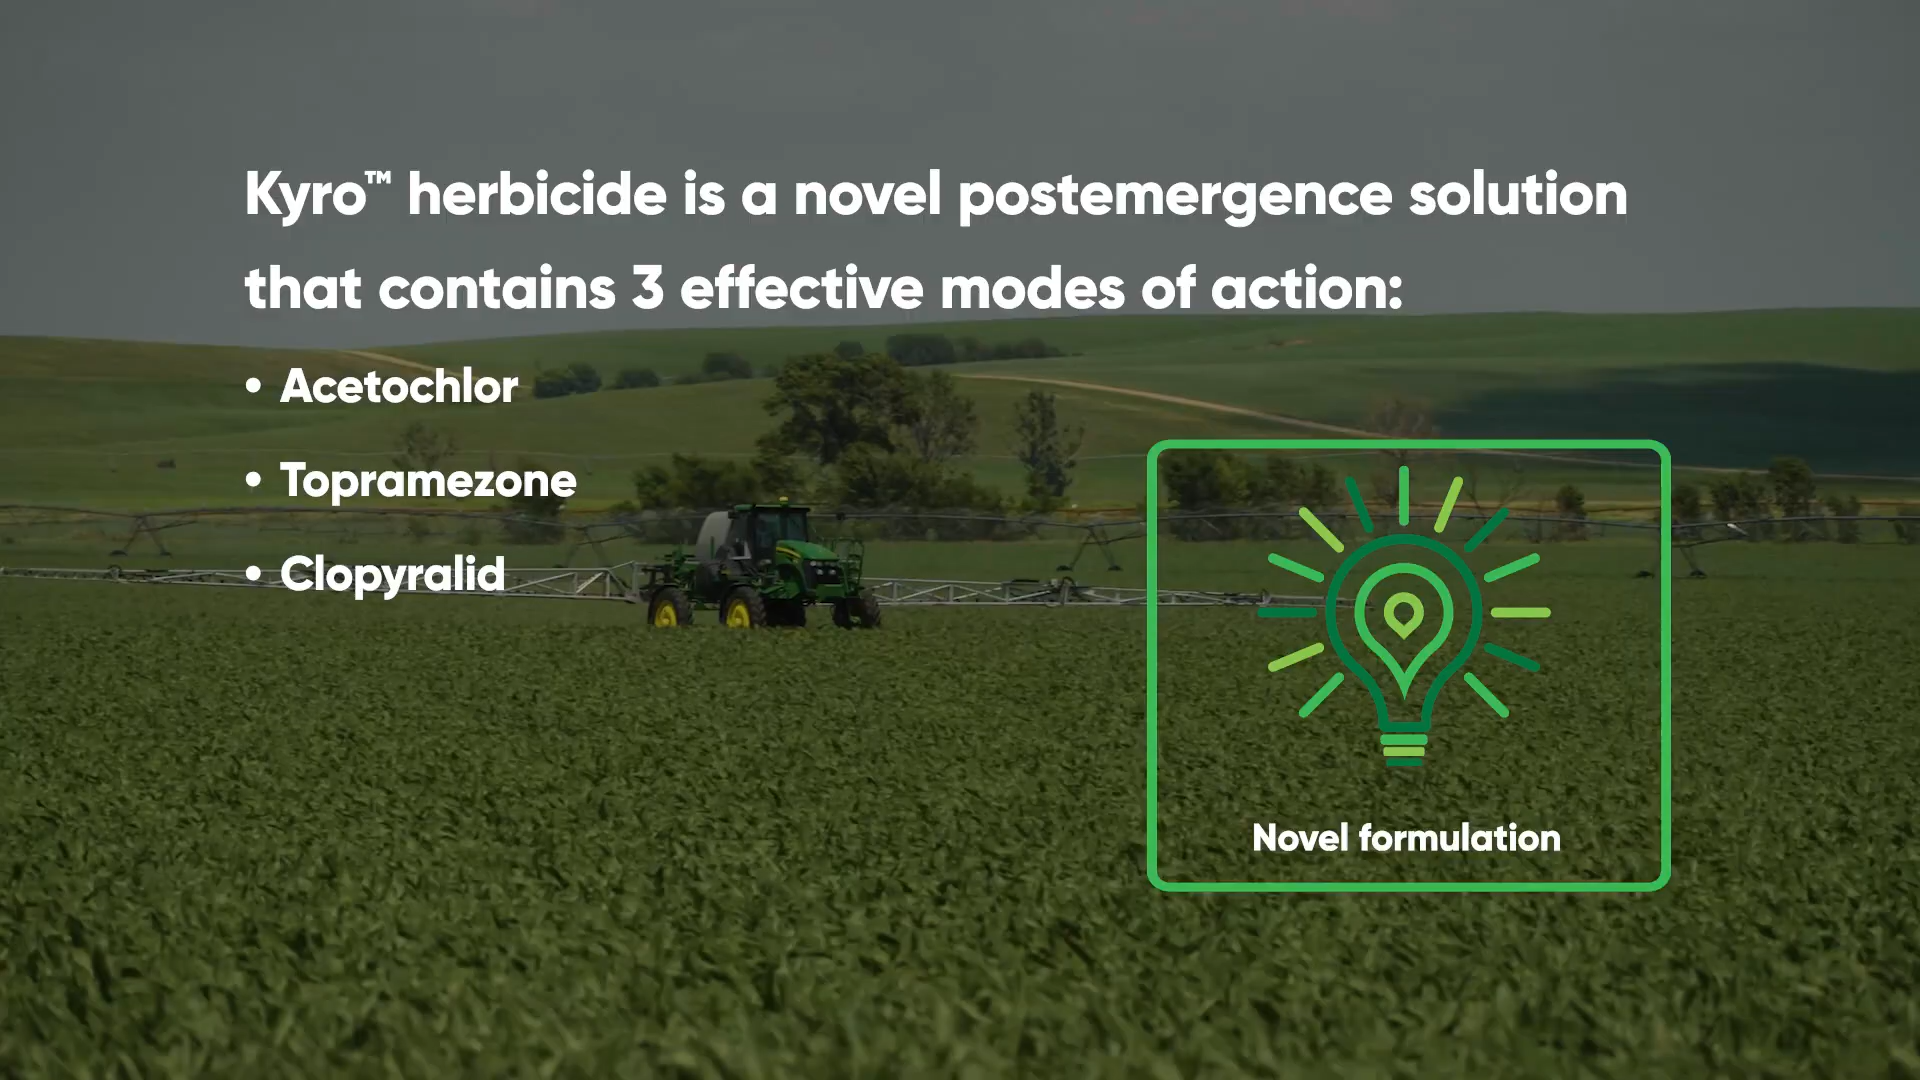 Kyro™ herbicide is a novel postemergence solution
that contains 3 effective modes of action:
• Acetochlor
• Topramezone
• Clopyralid
Novel formulation